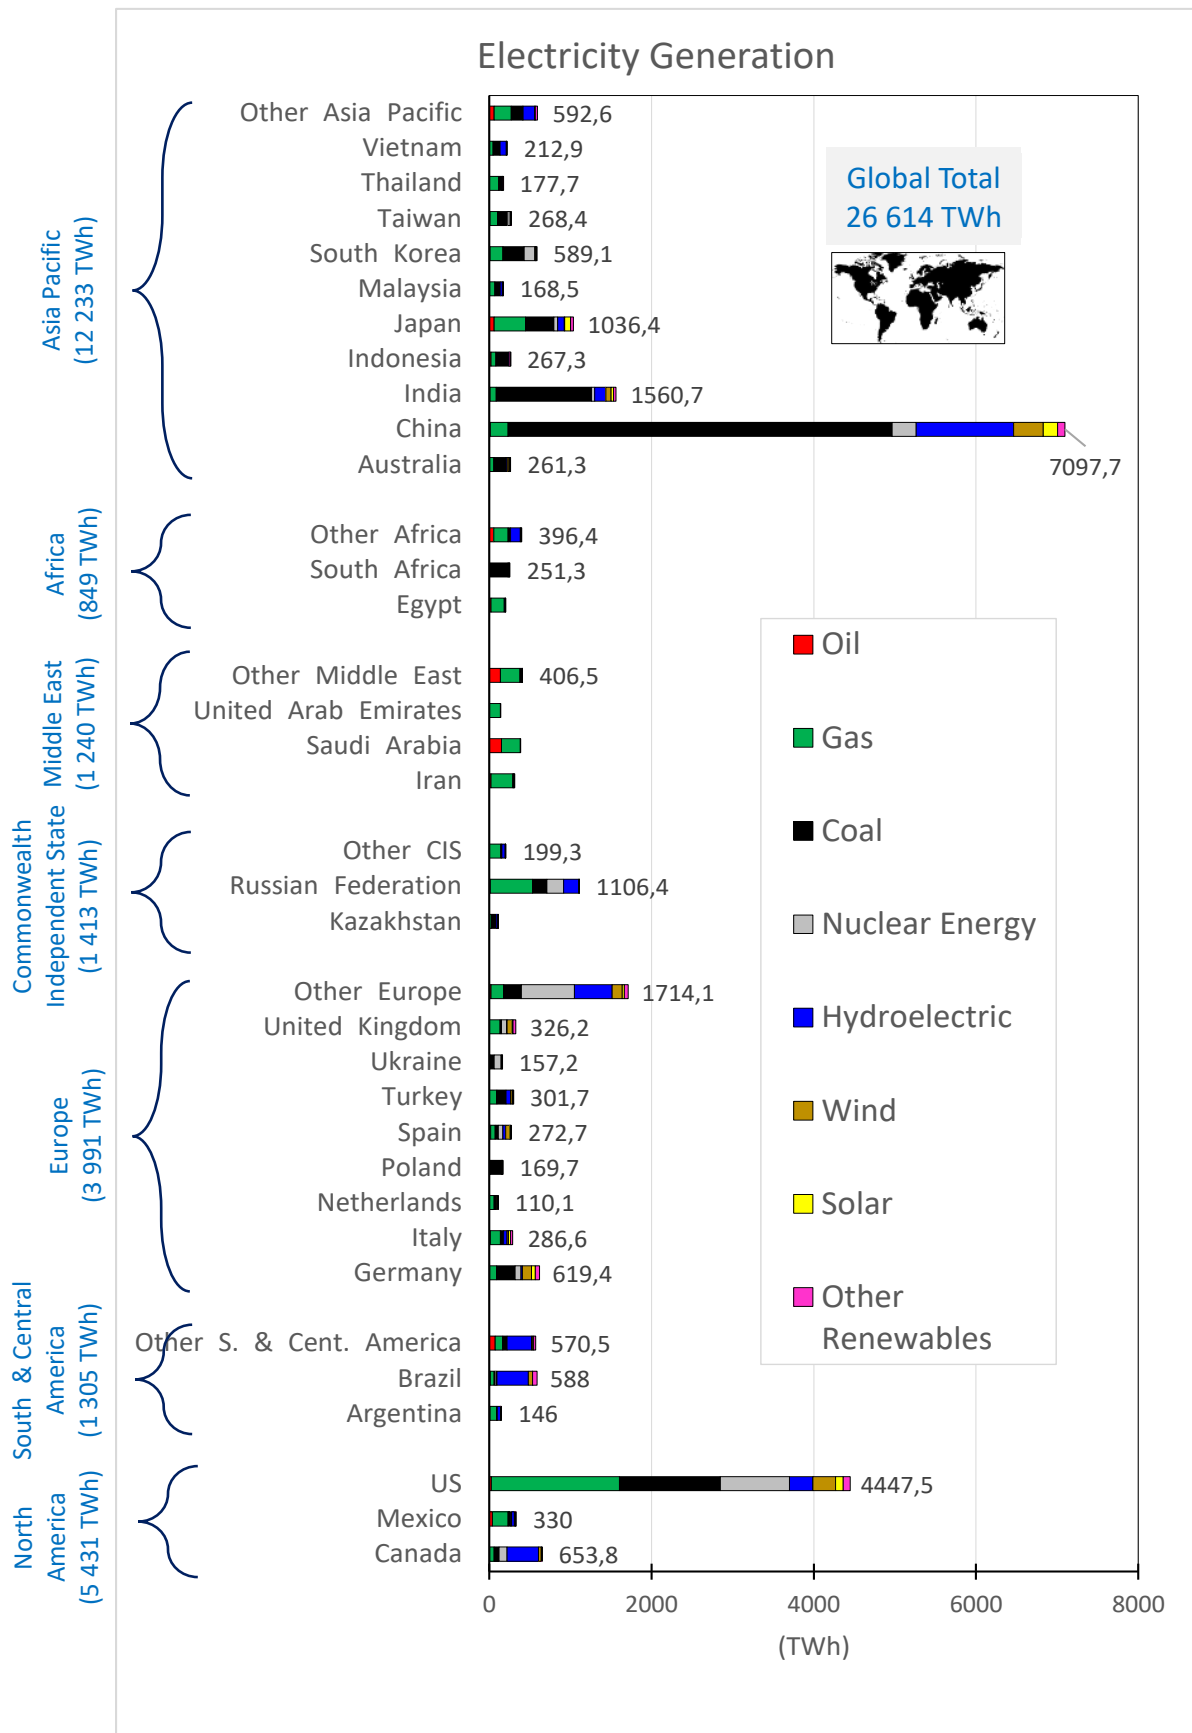 Electricity Generation
Asia Pacific
(12 233 TWh)
Other Asia Pacific 592,6
Vietnam 212,9
Thailand 177,7
Taiwan 268,4
South Korea 589,1
Malaysia 168,5
Japan 1036,4
Indonesia 267,3
India 1560,7
China 7097,7
Australia 261,3
Global Total
26 614 TWh
Africa
(849 TWh)
Other Africa 396,4
South Africa 251,3
Egypt
Middle East
(1 240 TWh)
Other Middle East 406,5
United Arab Emirates
Saudi Arabia
Iran
Commonwealth
Independent State
(1 413 TWh)
Other CIS 199,3
Russian Federation 1106,4
Kazakhstan
Europe
(3 991 TWh)
Other Europe 1714,1
United Kingdom 326,2
Ukraine 157,2
Turkey 301,7
Spain 272,7
Poland 169,7
Netherlands 110,1
Italy 286,6
Germany 619,4
South & Central
America
(1 305 TWh)
Other S. & Cent. America 570,5
Brazil 588
Argentina 146
North
America
(5 431 TWh)
US 4447,5
Mexico 330
Canada 653,8
Oil
Gas
Coal
Nuclear Energy
Hydroelectric
Wind
Solar
Other
Renewables
0 2000 4000 6000 8000
(TWh)